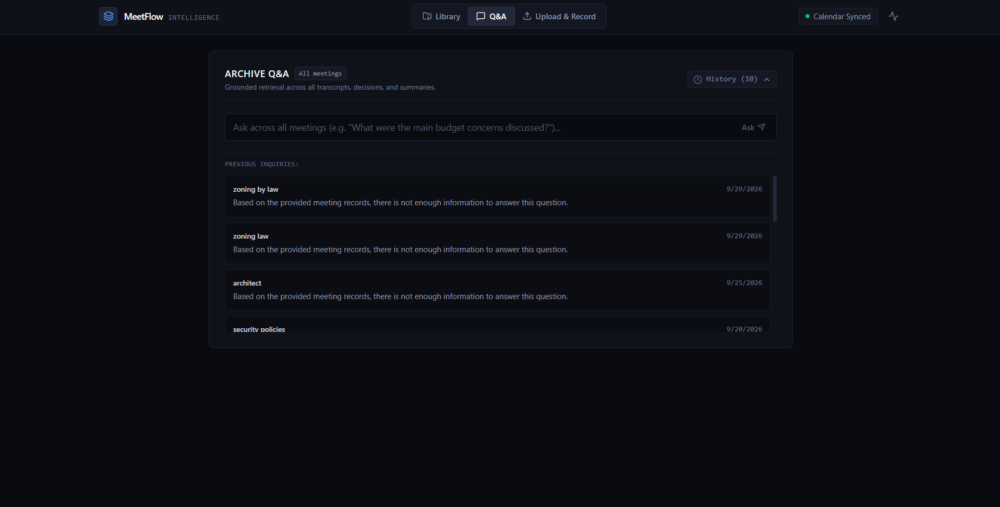 MeetFlow INTELLIGENCE
Library
Q&A
Upload & Record
Calendar Synced
ARCHIVE Q&A
All meetings
Grounded retrieval across all transcripts, decisions, and summaries.
History (10)
Ask across all meetings (e.g. "What were the main budget concerns discussed?")...
Ask
PREVIOUS INQUIRIES:
zoning by law 9/29/2026
Based on the provided meeting records, there is not enough information to answer this question.
zoning law 9/29/2026
Based on the provided meeting records, there is not enough information to answer this question.
architect 9/25/2026
Based on the provided meeting records, there is not enough information to answer this question.
security policies 9/20/2026